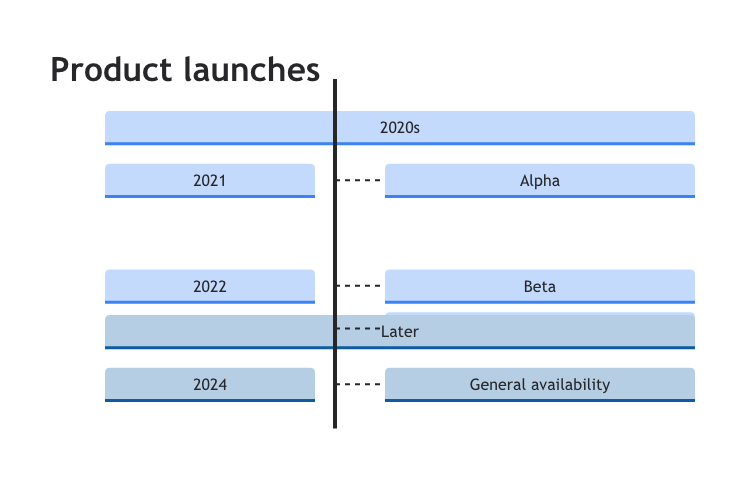 Product launches
2020s
2021
Alpha
2022
Beta
Later
2024
General availability